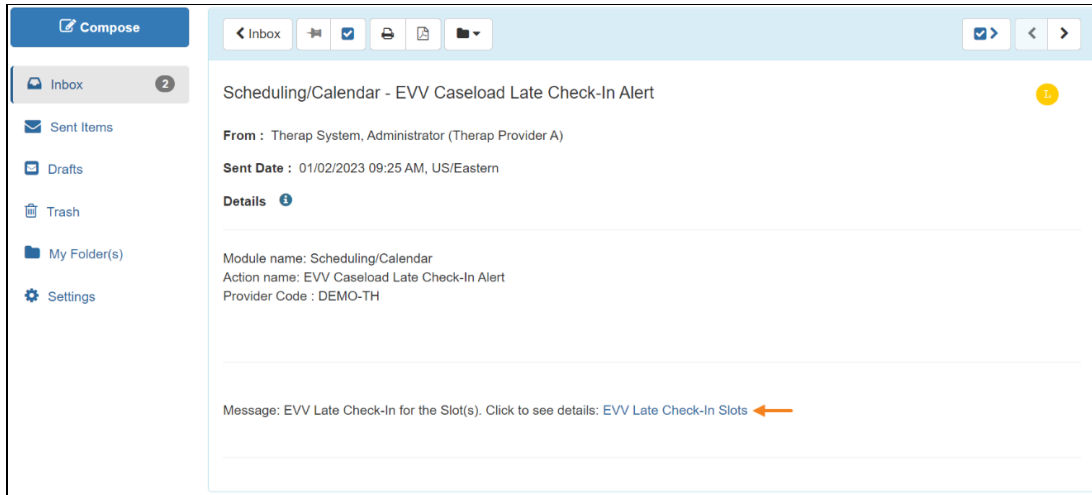 Compose
Inbox
Inbox 2
Scheduling/Calendar - EVV Caseload Late Check-In Alert
L
Sent Items
From : Therap System, Administrator (Therap Provider A)
Drafts
Sent Date : 01/02/2023 09:25 AM, US/Eastern
Details
Trash
My Folder(s)
Module name: Scheduling/Calendar
Action name: EVV Caseload Late Check-In Alert
Settings
Provider Code : DEMO-TH
Message: EVV Late Check-In for the Slot(s). Click to see details: EVV Late Check-In Slots